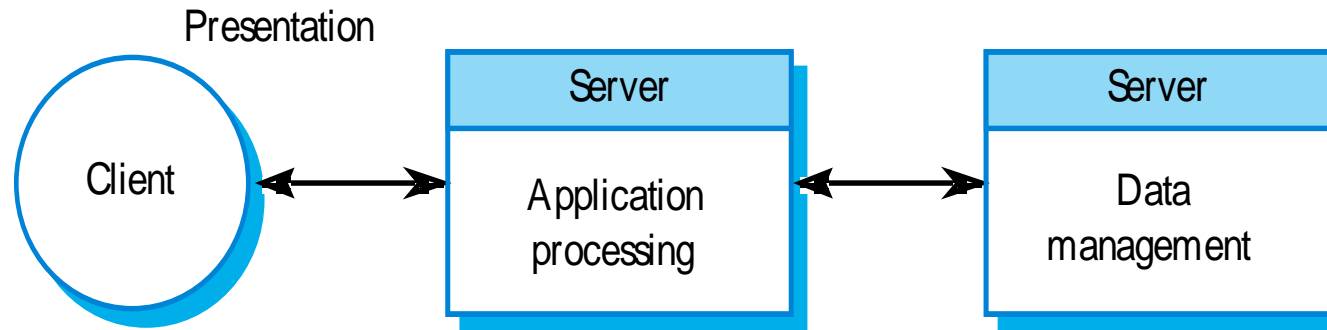 Presentation
Client
Server
Application
processing
Server
Data
management